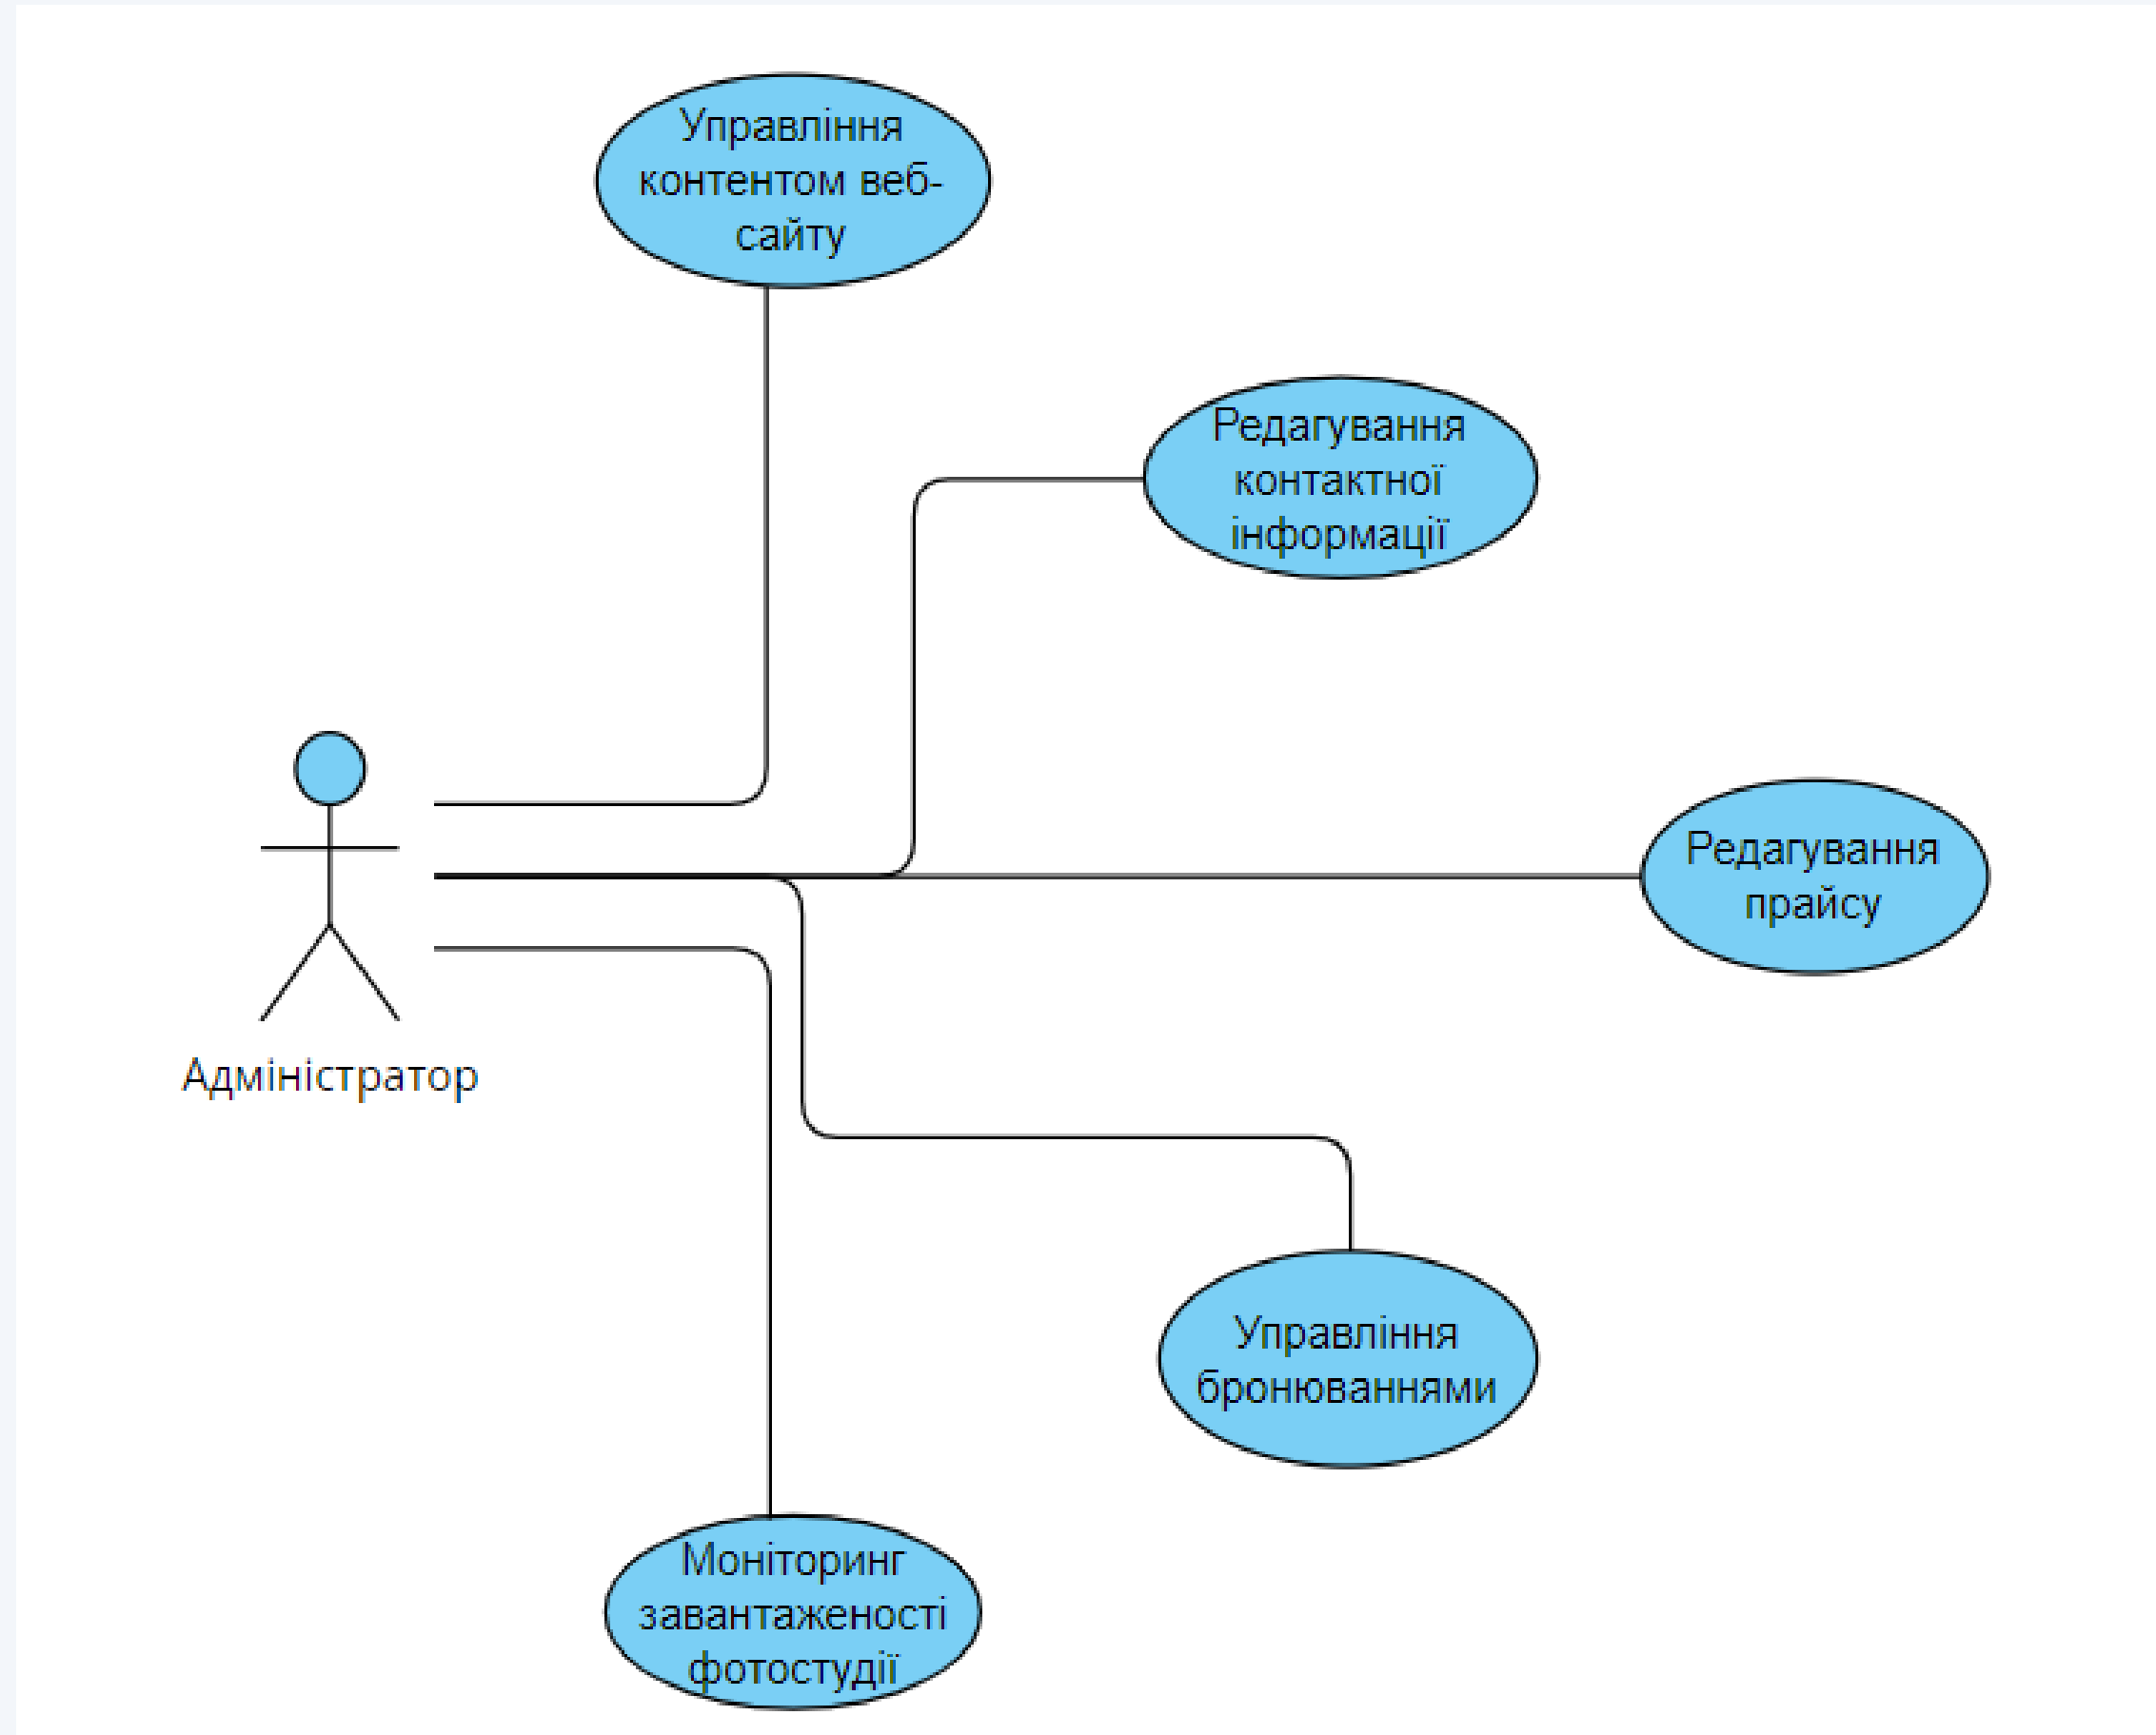 Управління
контентом веб-
сайту
Редагування
контактної
інформації
Редагування
прайсу
Адміністратор
Управління
бронюваннями
Моніторинг
завантаженості
фотостудії